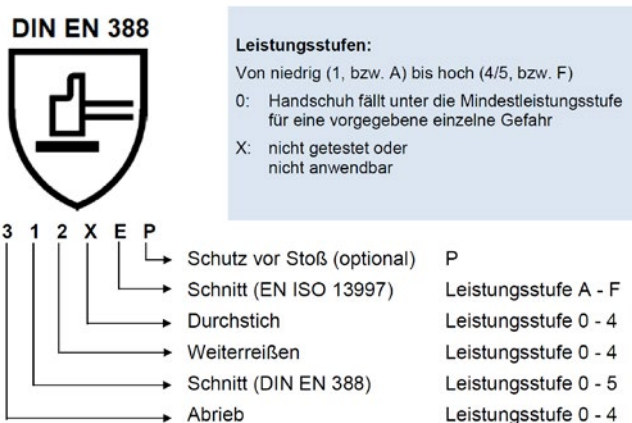 DIN EN 388
Leistungsstufen:
Von niedrig (1, bzw. A) bis hoch (4/5, bzw. F)
0: Handschuh fällt unter die Mindestleistungsstufe
für eine vorgegebene einzelne Gefahr
X: nicht getestet oder
nicht anwendbar
3 1 2 X E P
Schutz vor Stoß (optional) P
Schnitt (EN ISO 13997) Leistungsstufe A - F
Durchstich Leistungsstufe 0 - 4
Weiterreißen Leistungsstufe 0 - 4
Schnitt (DIN EN 388) Leistungsstufe 0 - 5
Abrieb Leistungsstufe 0 - 4